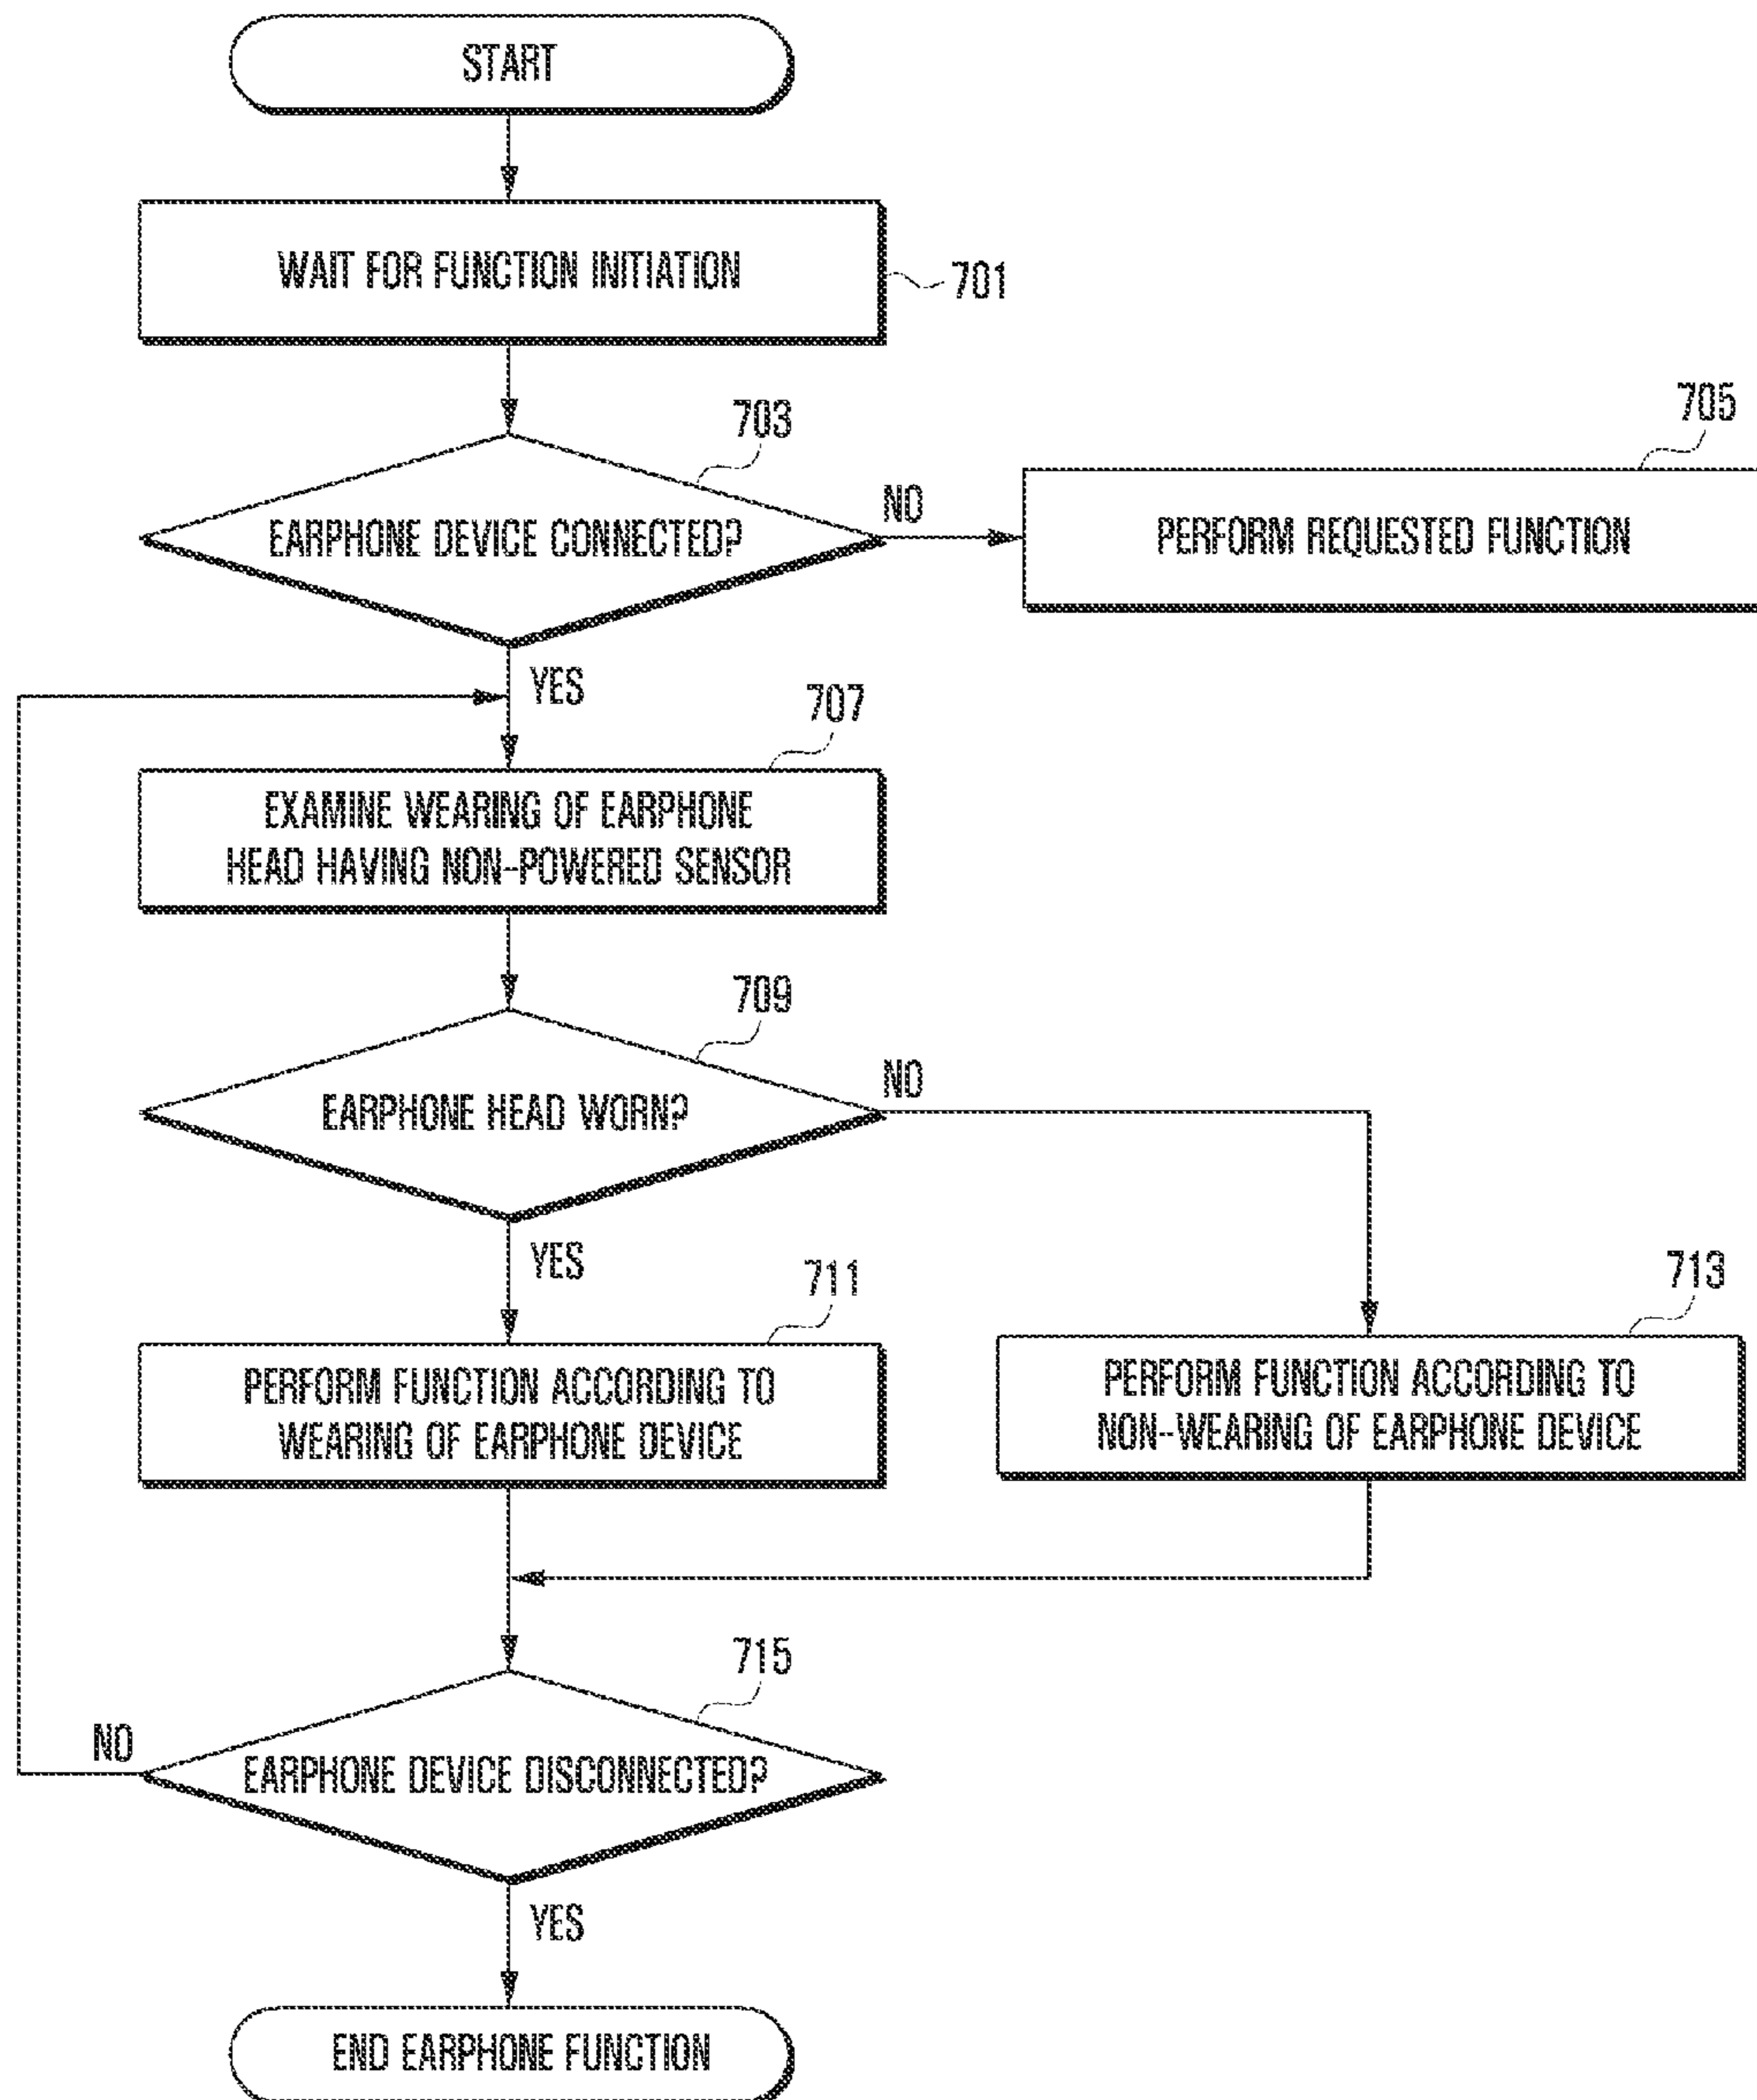 START
WAIT FOR FUNCTION INITIATION
701
703
705
EARPHONE DEVICE CONNECTED?
NO
PERFORM REQUESTED FUNCTION
YES
707
EXAMINE WEARING OF EARPHONE
HEAD HAVING NON-POWERED SENSOR
709
EARPHONE HEAD WORN?
NO
YES
711
713
PERFORM FUNCTION ACCORDING TO
WEARING OF EARPHONE DEVICE
PERFORM FUNCTION ACCORDING TO
NON-WEARING OF EARPHONE DEVICE
715
NO
EARPHONE DEVICE DISCONNECTED?
YES
END EARPHONE FUNCTION